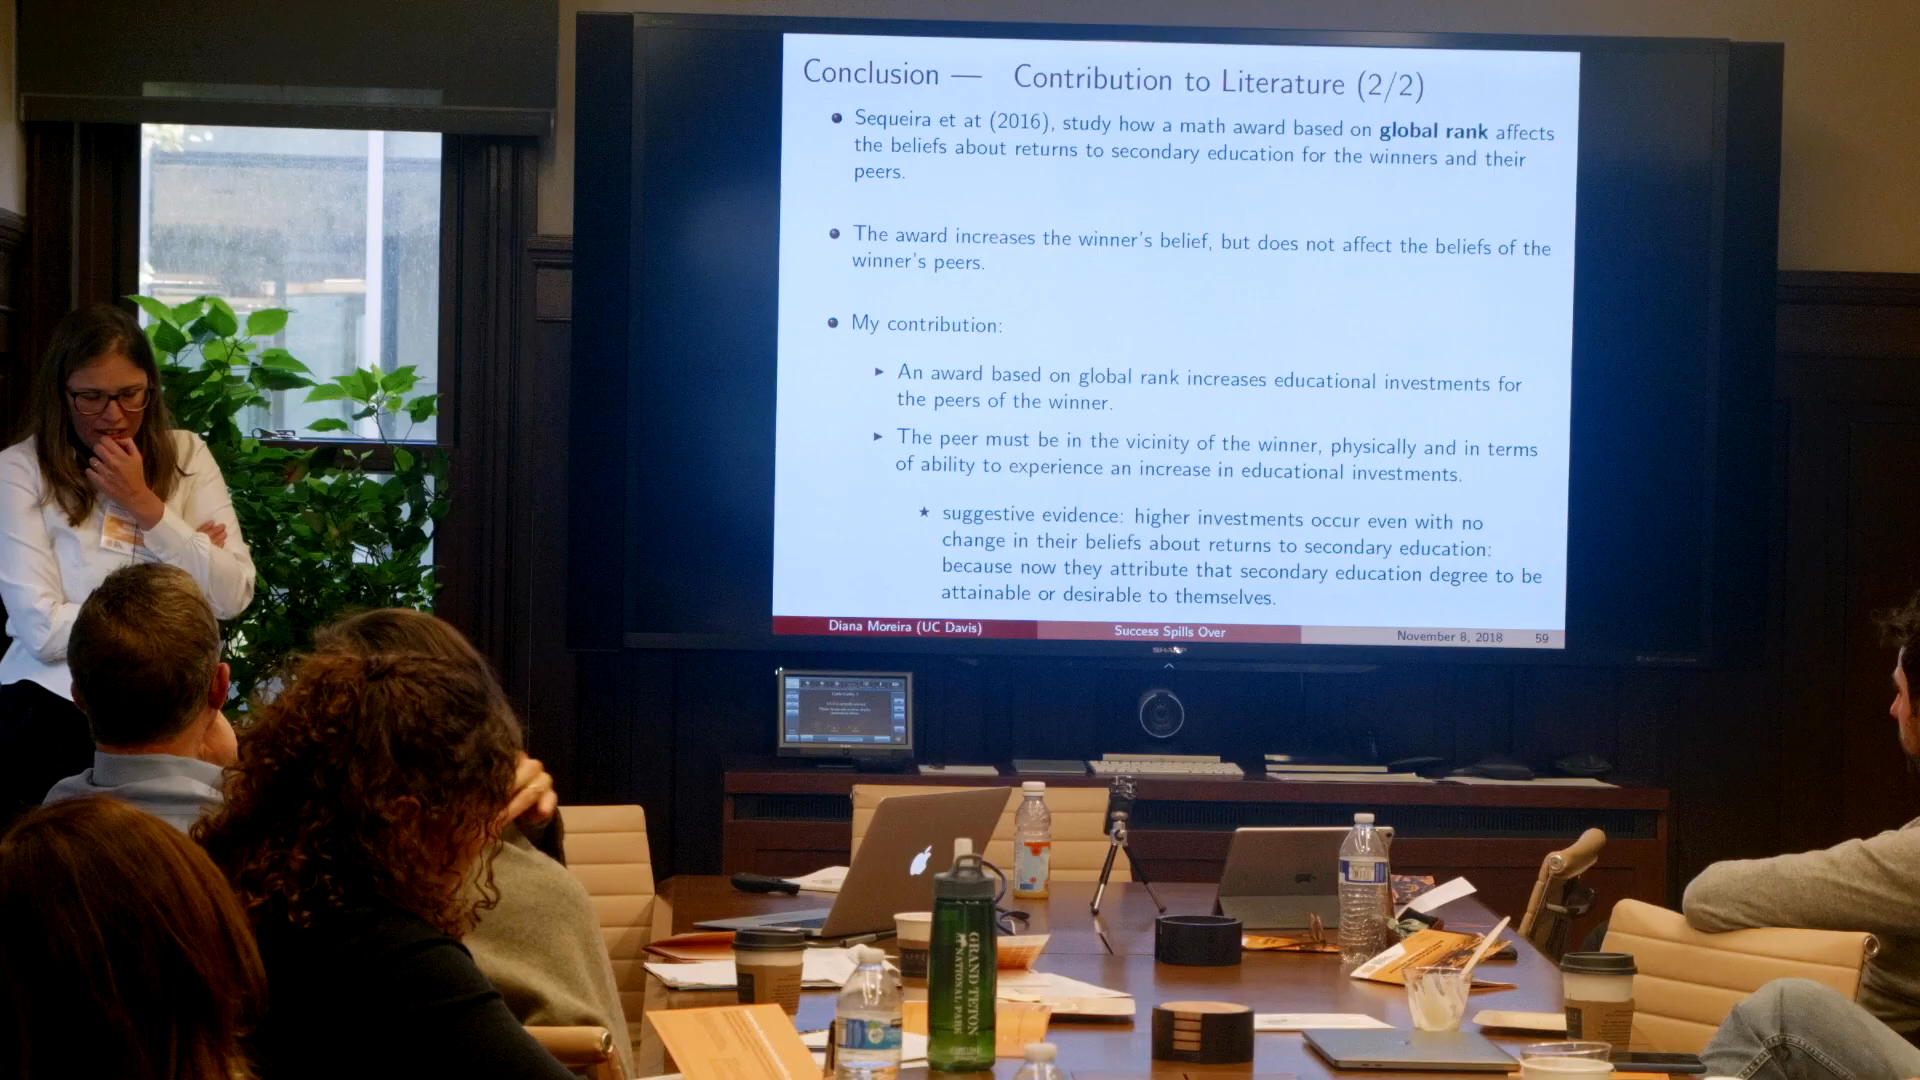 Conclusion — Contribution to Literature (2/2)
Sequeira et at (2016), study how a math award based on global rank affects
the beliefs about returns to secondary education for the winners and their
peers.
The award increases the winner's belief, but does not affect the beliefs of the
winner's peers.
My contribution:
An award based on global rank increases educational investments for
the peers of the winner.
The peer must be in the vicinity of the winner, physically and in terms
of ability to experience an increase in educational investments.
suggestive evidence: higher investments occur even with no
change in their beliefs about returns to secondary education:
because now they attribute that secondary education degree to be
attainable or desirable to themselves.
Diana Moreira (UC Davis) Success Spills Over November 8, 2018 59
SHARP
GRAND TETON
NATIONAL PARK